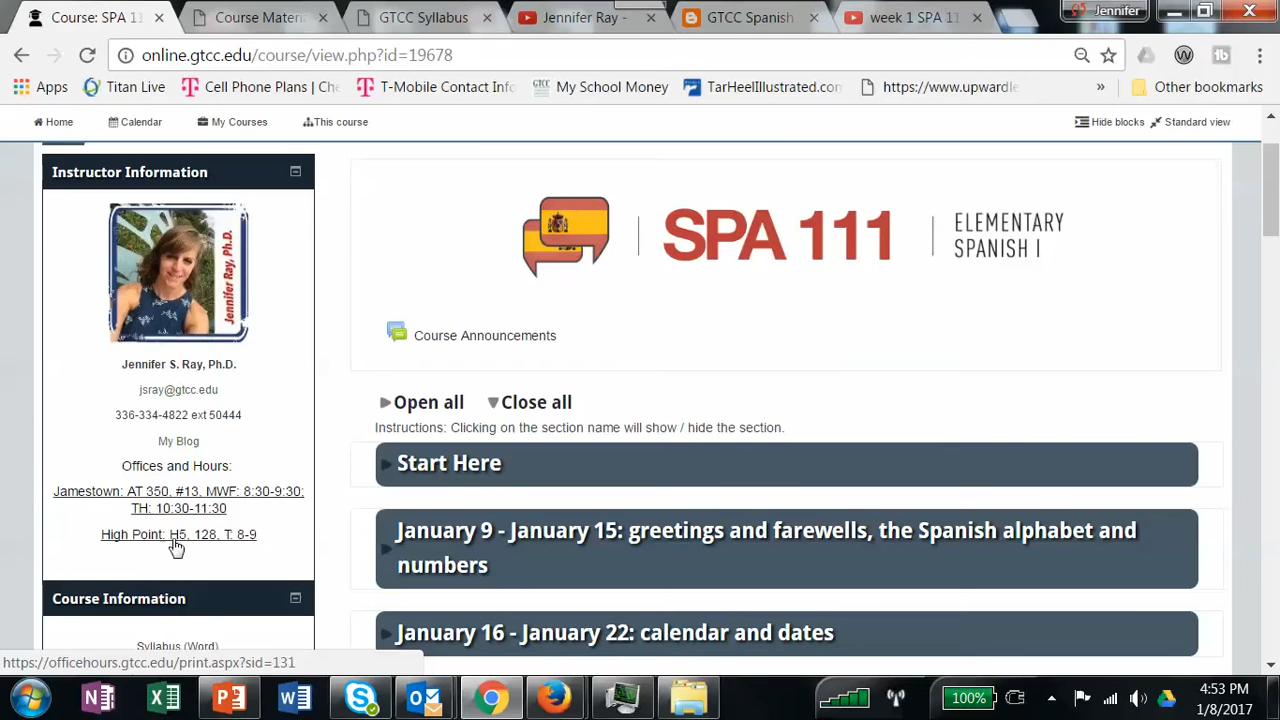 Course: SPA 11
Course Materi
GTCC Syllabus
Jennifer Ray -
GTCC Spanish
week 1 SPA 11
Jennifer
online.gtcc.edu/course/view.php?id=19678
Apps
Titan Live
Cell Phone Plans | Che
T-Mobile Contact Info
My School Money
TarHeelIllustrated.com
https://www.upwardle
»
Other bookmarks
Home
Calendar
My Courses
This course
Hide blocks
Standard view
Instructor Information
Jennifer Ray, Ph.D.
Jennifer S. Ray, Ph.D.
jsray@gtcc.edu
336-334-4822 ext 50444
My Blog
Offices and Hours:
Jamestown: AT 350, #13, MWF: 8:30-9:30;
TH: 10:30-11:30
High Point: H5, 128, T: 8-9
Course Information
Syllabus (Word)
SPA 111
ELEMENTARY
SPANISH I
Course Announcements
Open all
Close all
Instructions: Clicking on the section name will show / hide the section.
Start Here
January 9 - January 15: greetings and farewells, the Spanish alphabet and
numbers
January 16 - January 22: calendar and dates
https://officehours.gtcc.edu/print.aspx?sid=131
100%
4:53 PM
1/8/2017